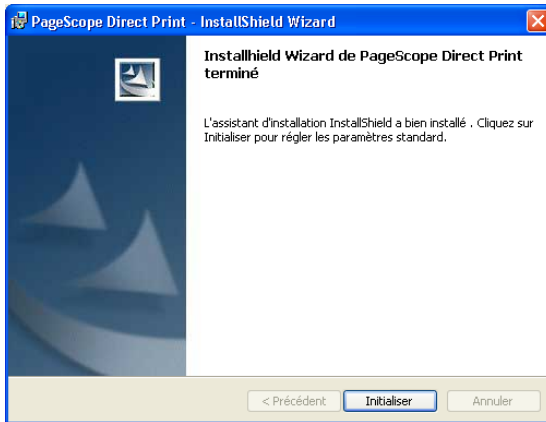 PageScope Direct Print - InstallShield Wizard
Installhield Wizard de PageScope Direct Print
terminé
L'assistant d'installation InstallShield a bien installé . Cliquez sur
Initialiser pour régler les paramètres standard.
< Précédent Initialiser Annuler